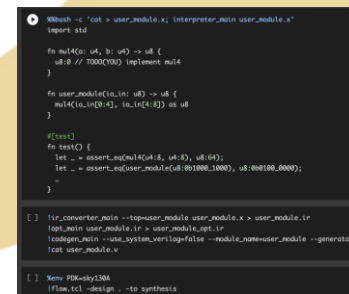 %%bash -c 'cat > user_module.x; interpreter_main user_module.x'
import std
fn mul4(a: u4, b: u4) -> u8 {
u8:0 // TODO(YOU) implement mul4
}
fn user_module(io_in: u8) -> u8 {
mul4(io_in[0:4], io_in[4:8]) as u8
}
#[test]
fn test() {
let _ = assert_eq(mul4(u4:8, u4:8), u8:64);
let _ = assert_eq(user_module(u8:0b1000_1000), u8:0b0100_0000);
_
}
[ ] !ir_converter_main --top=user_module user_module.x > user_module.ir
!opt_main user_module.ir > user_module_opt.ir
!codegen_main --use_system_verilog=false --module_name=user_module --generato
!cat user_module.v
[ ] %env PDK=sky130A
!flow.tcl -design . -to synthesis